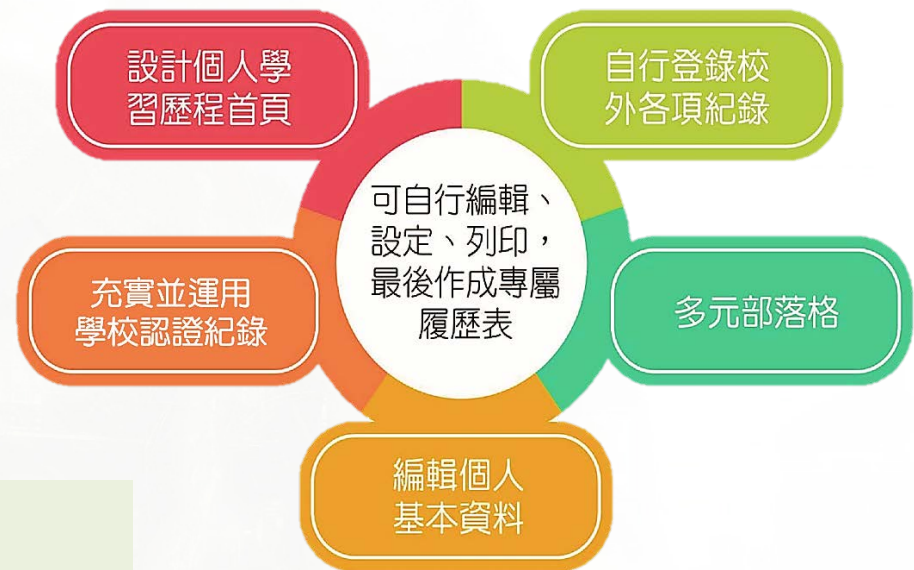 設計個人學
習歷程首頁
自行登錄校
外各項紀錄
可自行編輯、
設定、列印，
最後作成專屬
履歷表
充實並運用
學校認證紀錄
多元部落格
編輯個人
基本資料